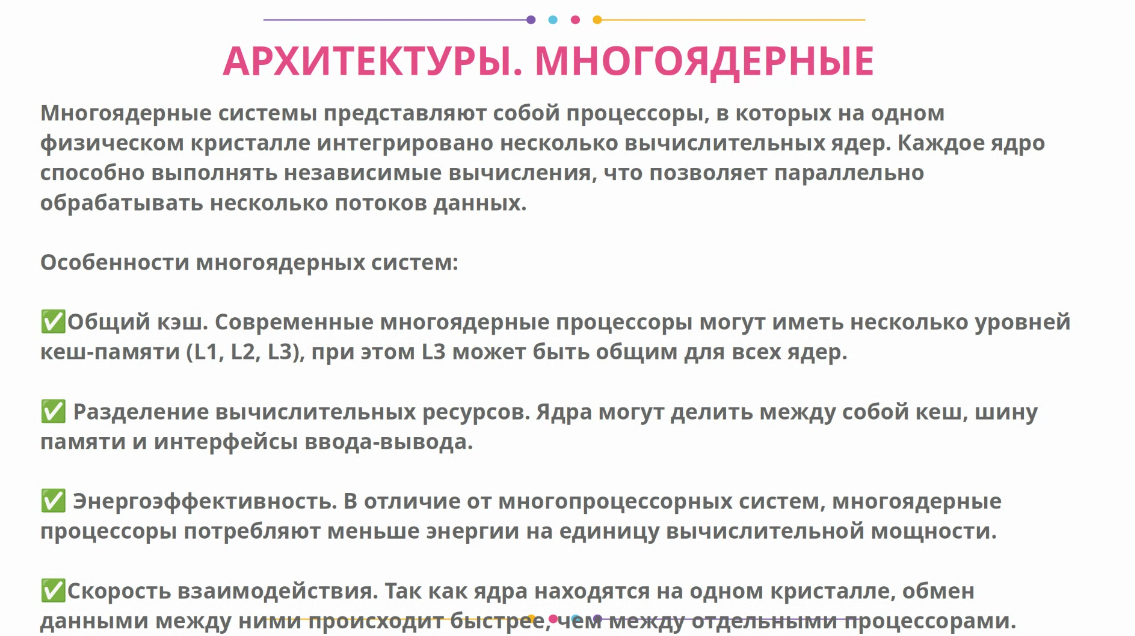 АРХИТЕКТУРЫ. МНОГОЯДЕРНЫЕ
Многоядерные системы представляют собой процессоры, в которых на одном
физическом кристалле интегрировано несколько вычислительных ядер. Каждое ядро
способно выполнять независимые вычисления, что позволяет параллельно
обрабатывать несколько потоков данных.
Особенности многоядерных систем:
✅Общий кэш. Современные многоядерные процессоры могут иметь несколько уровней
кеш-памяти (L1, L2, L3), при этом L3 может быть общим для всех ядер.
✅ Разделение вычислительных ресурсов. Ядра могут делить между собой кеш, шину
памяти и интерфейсы ввода-вывода.
✅ Энергоэффективность. В отличие от многопроцессорных систем, многоядерные
процессоры потребляют меньше энергии на единицу вычислительной мощности.
✅Скорость взаимодействия. Так как ядра находятся на одном кристалле, обмен
данными между ними происходит быстрее, чем между отдельными процессорами.